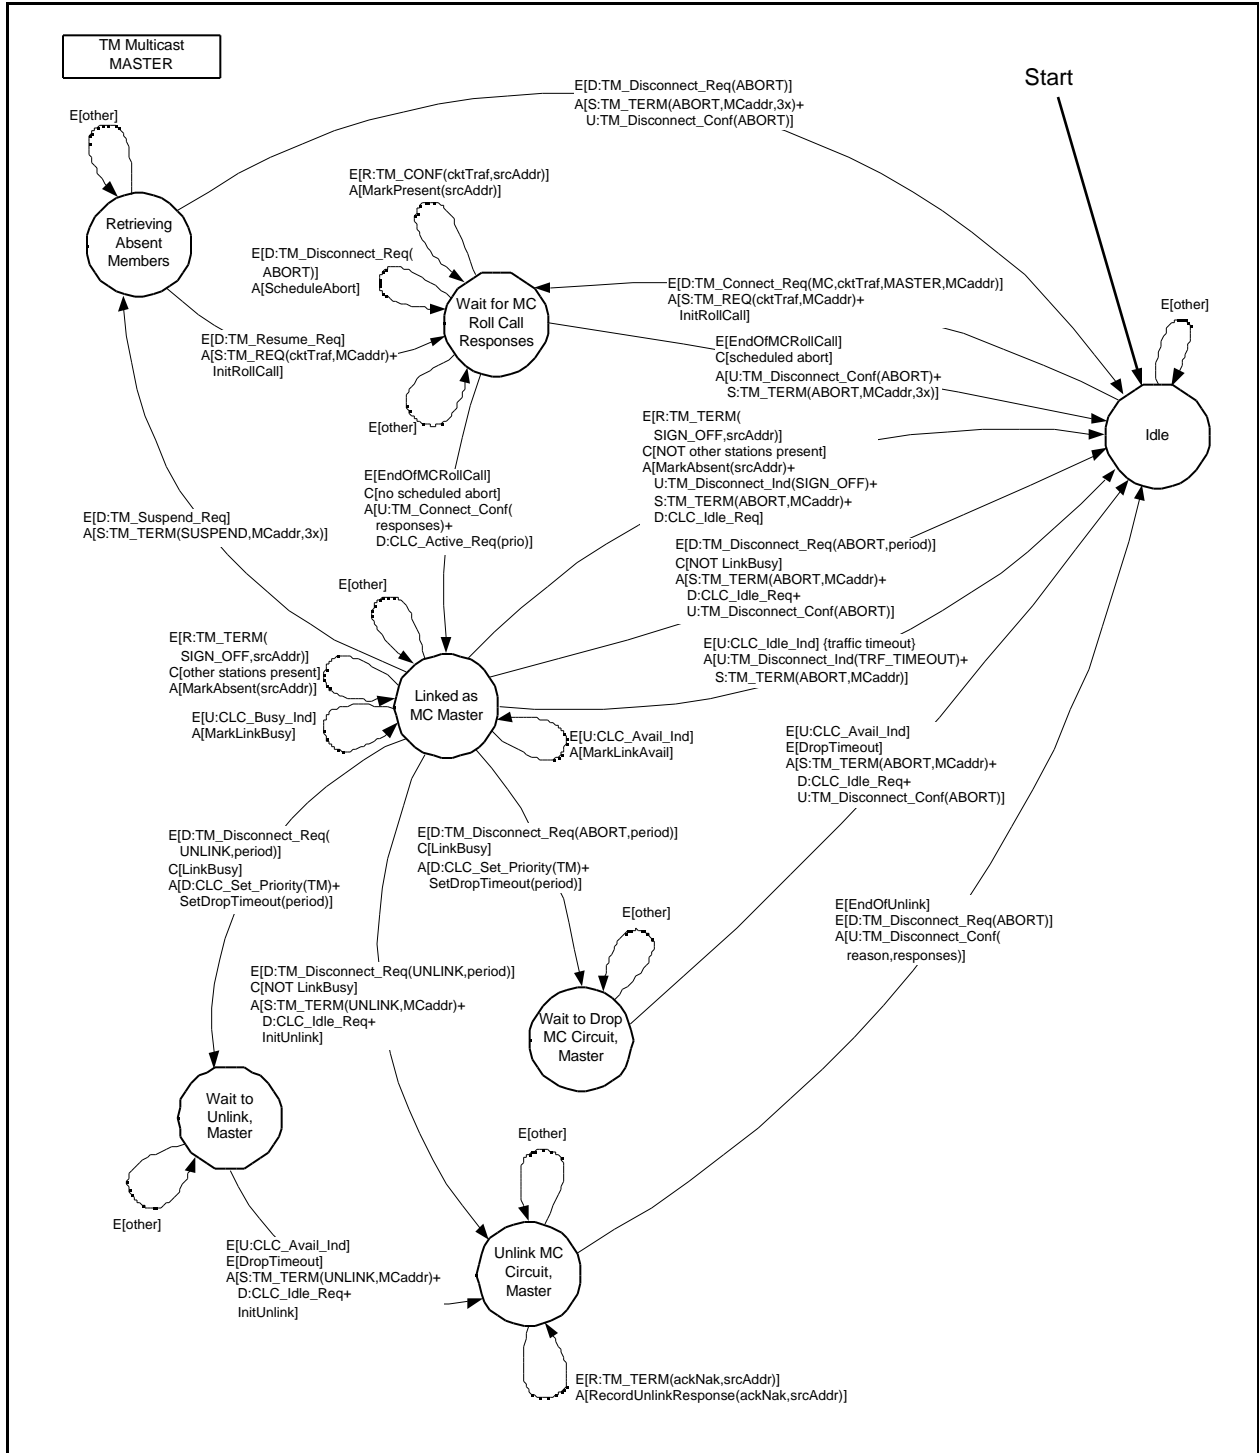 TM Multicast
MASTER
Start
E[D:TM_Disconnect_Req(ABORT)]
A[S:TM_TERM(ABORT,MCaddr,3x)+
U:TM_Disconnect_Conf(ABORT)]
E[other]
E[R:TM_CONF(cktTraf,srcAddr)]
A[MarkPresent(srcAddr)]
Retrieving
Absent
Members
E[D:TM_Disconnect_Req(
ABORT)]
A[ScheduleAbort]
Wait for MC
Roll Call
Responses
E[D:TM_Connect_Req(MC,cktTraf,MASTER,MCaddr)]
A[S:TM_REQ(cktTraf,MCaddr)+
InitRollCall]
E[other]
E[D:TM_Resume_Req]
A[S:TM_REQ(cktTraf,MCaddr)+
InitRollCall]
E[EndOfMCRollCall]
C[scheduled abort]
A[U:TM_Disconnect_Conf(ABORT)+
S:TM_TERM(ABORT,MCaddr,3x)]
E[other]
Idle
E[R:TM_TERM(
SIGN_OFF,srcAddr)]
C[NOT other stations present]
A[MarkAbsent(srcAddr)+
U:TM_Disconnect_Ind(SIGN_OFF)+
S:TM_TERM(ABORT,MCaddr)+
D:CLC_Idle_Req]
E[EndOfMCRollCall]
C[no scheduled abort]
A[U:TM_Connect_Conf(
responses)+
D:CLC_Active_Req(prio)]
E[D:TM_Suspend_Req]
A[S:TM_TERM(SUSPEND,MCaddr,3x)]
E[D:TM_Disconnect_Req(ABORT,period)]
C[NOT LinkBusy]
A[S:TM_TERM(ABORT,MCaddr)+
D:CLC_Idle_Req+
U:TM_Disconnect_Conf(ABORT)]
E[other]
E[R:TM_TERM(
SIGN_OFF,srcAddr)]
C[other stations present]
A[MarkAbsent(srcAddr)]
E[U:CLC_Idle_Ind] {traffic timeout}
A[U:TM_Disconnect_Ind(TRF_TIMEOUT)+
S:TM_TERM(ABORT,MCaddr)]
Linked as
MC Master
E[U:CLC_Busy_Ind]
A[MarkLinkBusy]
E[U:CLC_Avail_Ind]
A[MarkLinkAvail]
E[U:CLC_Avail_Ind]
E[DropTimeout]
A[S:TM_TERM(ABORT,MCaddr)+
D:CLC_Idle_Req+
U:TM_Disconnect_Conf(ABORT)]
E[D:TM_Disconnect_Req(
UNLINK,period)]
C[LinkBusy]
A[D:CLC_Set_Priority(TM)+
SetDropTimeout(period)]
E[D:TM_Disconnect_Req(ABORT,period)]
C[LinkBusy]
A[D:CLC_Set_Priority(TM)+
SetDropTimeout(period)]
E[other]
E[EndOfUnlink]
E[D:TM_Disconnect_Req(ABORT)]
A[U:TM_Disconnect_Conf(
reason,responses)]
E[D:TM_Disconnect_Req(UNLINK,period)]
C[NOT LinkBusy]
A[S:TM_TERM(UNLINK,MCaddr)+
D:CLC_Idle_Req+
InitUnlink]
Wait to Drop
MC Circuit,
Master
Wait to
Unlink,
Master
E[other]
E[other]
E[U:CLC_Avail_Ind]
E[DropTimeout]
A[S:TM_TERM(UNLINK,MCaddr)+
D:CLC_Idle_Req+
InitUnlink]
Unlink MC
Circuit,
Master
E[R:TM_TERM(ackNak,srcAddr)]
A[RecordUnlinkResponse(ackNak,srcAddr)]